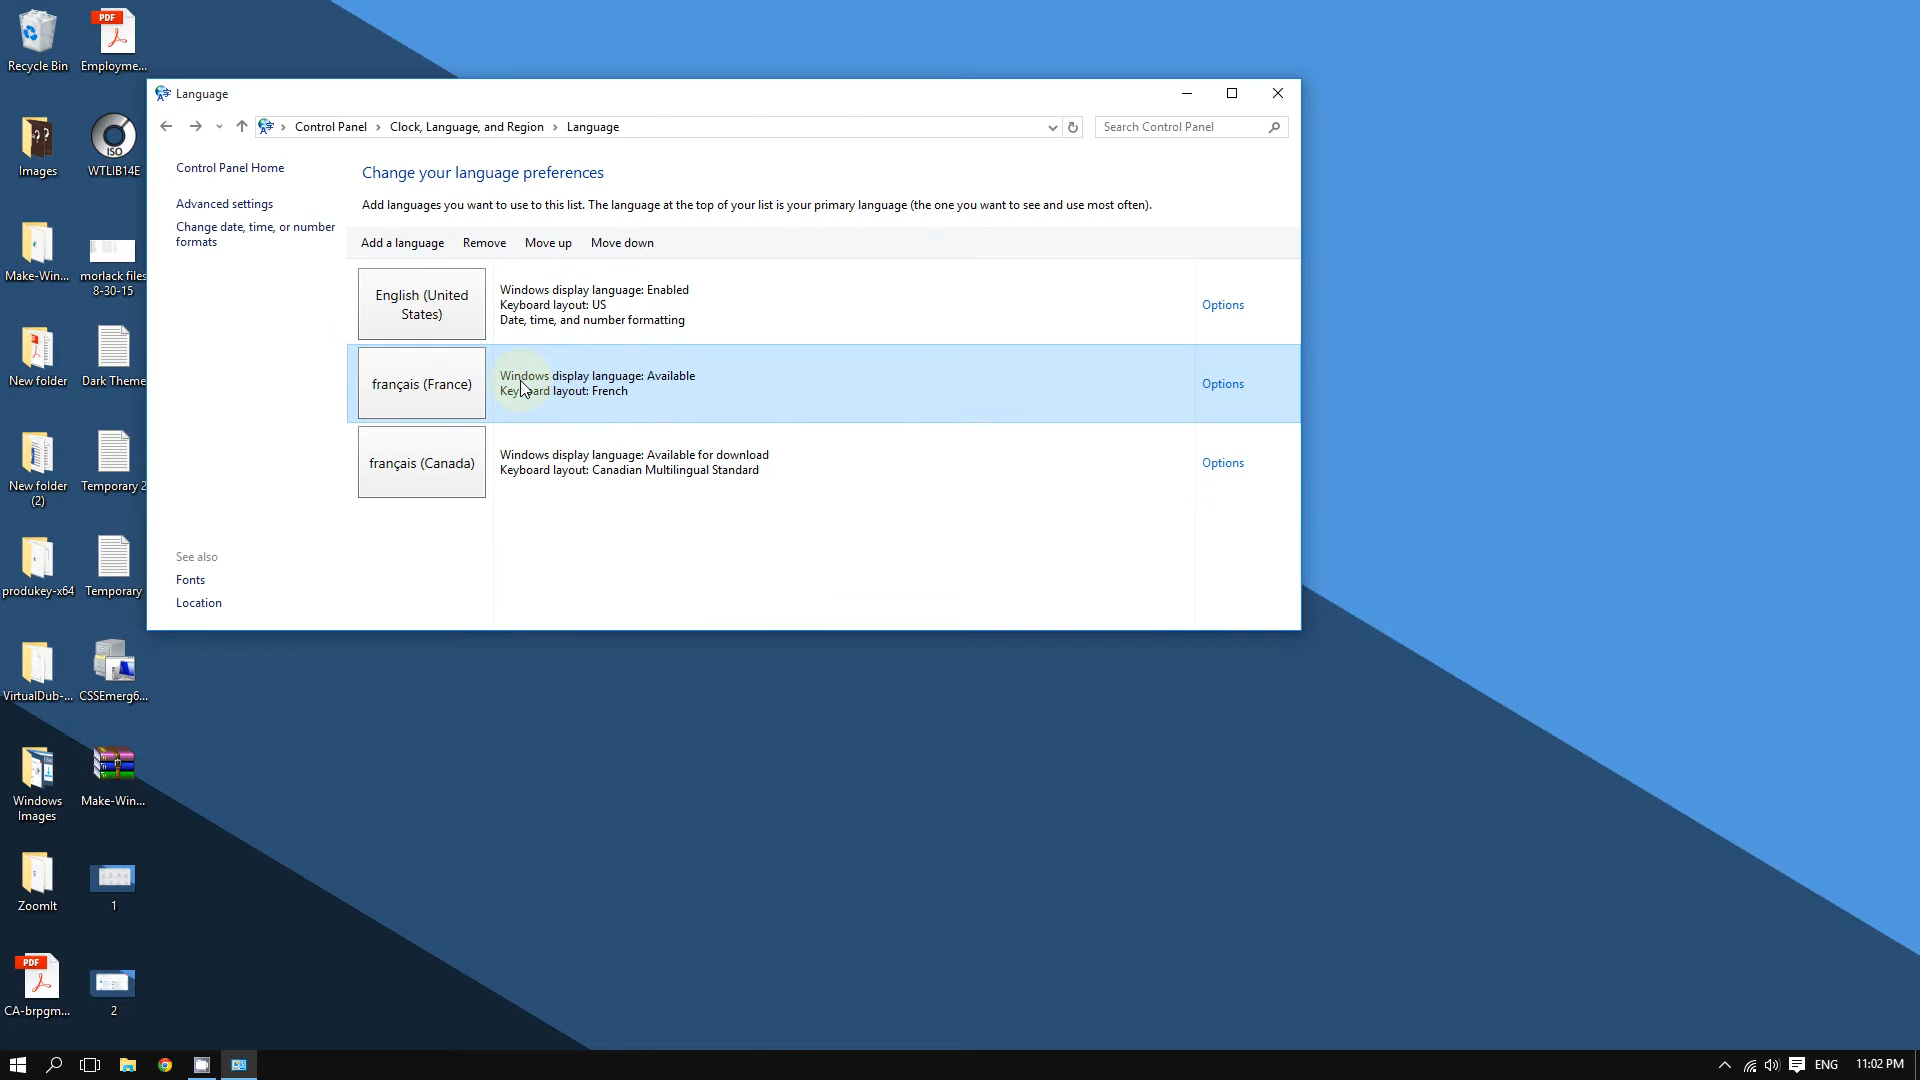 Recycle Bin
Employme...
Images
WTLIB14E
Make-Win...
morlack files
8-30-15
New folder
Dark Theme
New folder
(2)
Temporary 2
produkey-x64
Temporary
VirtualDub-...
CSSEmerg6...
Windows
Images
Make-Win...
ZoomIt
1
CA-brpgm...
2
PDF
ISO
PDF
Language
Control Panel
Clock, Language, and Region
Language
Search Control Panel
Control Panel Home
Advanced settings
Change date, time, or number
formats
See also
Fonts
Location
Change your language preferences
Add languages you want to use to this list. The language at the top of your list is your primary language (the one you want to see and use most often).
Add a language Remove Move up Move down
English (United
States)
Windows display language: Enabled
Keyboard layout: US
Date, time, and number formatting
Options
français (France)
Windows display language: Available
Keyboard layout: French
Options
français (Canada)
Windows display language: Available for download
Keyboard layout: Canadian Multilingual Standard
Options
ENG
11:02 PM